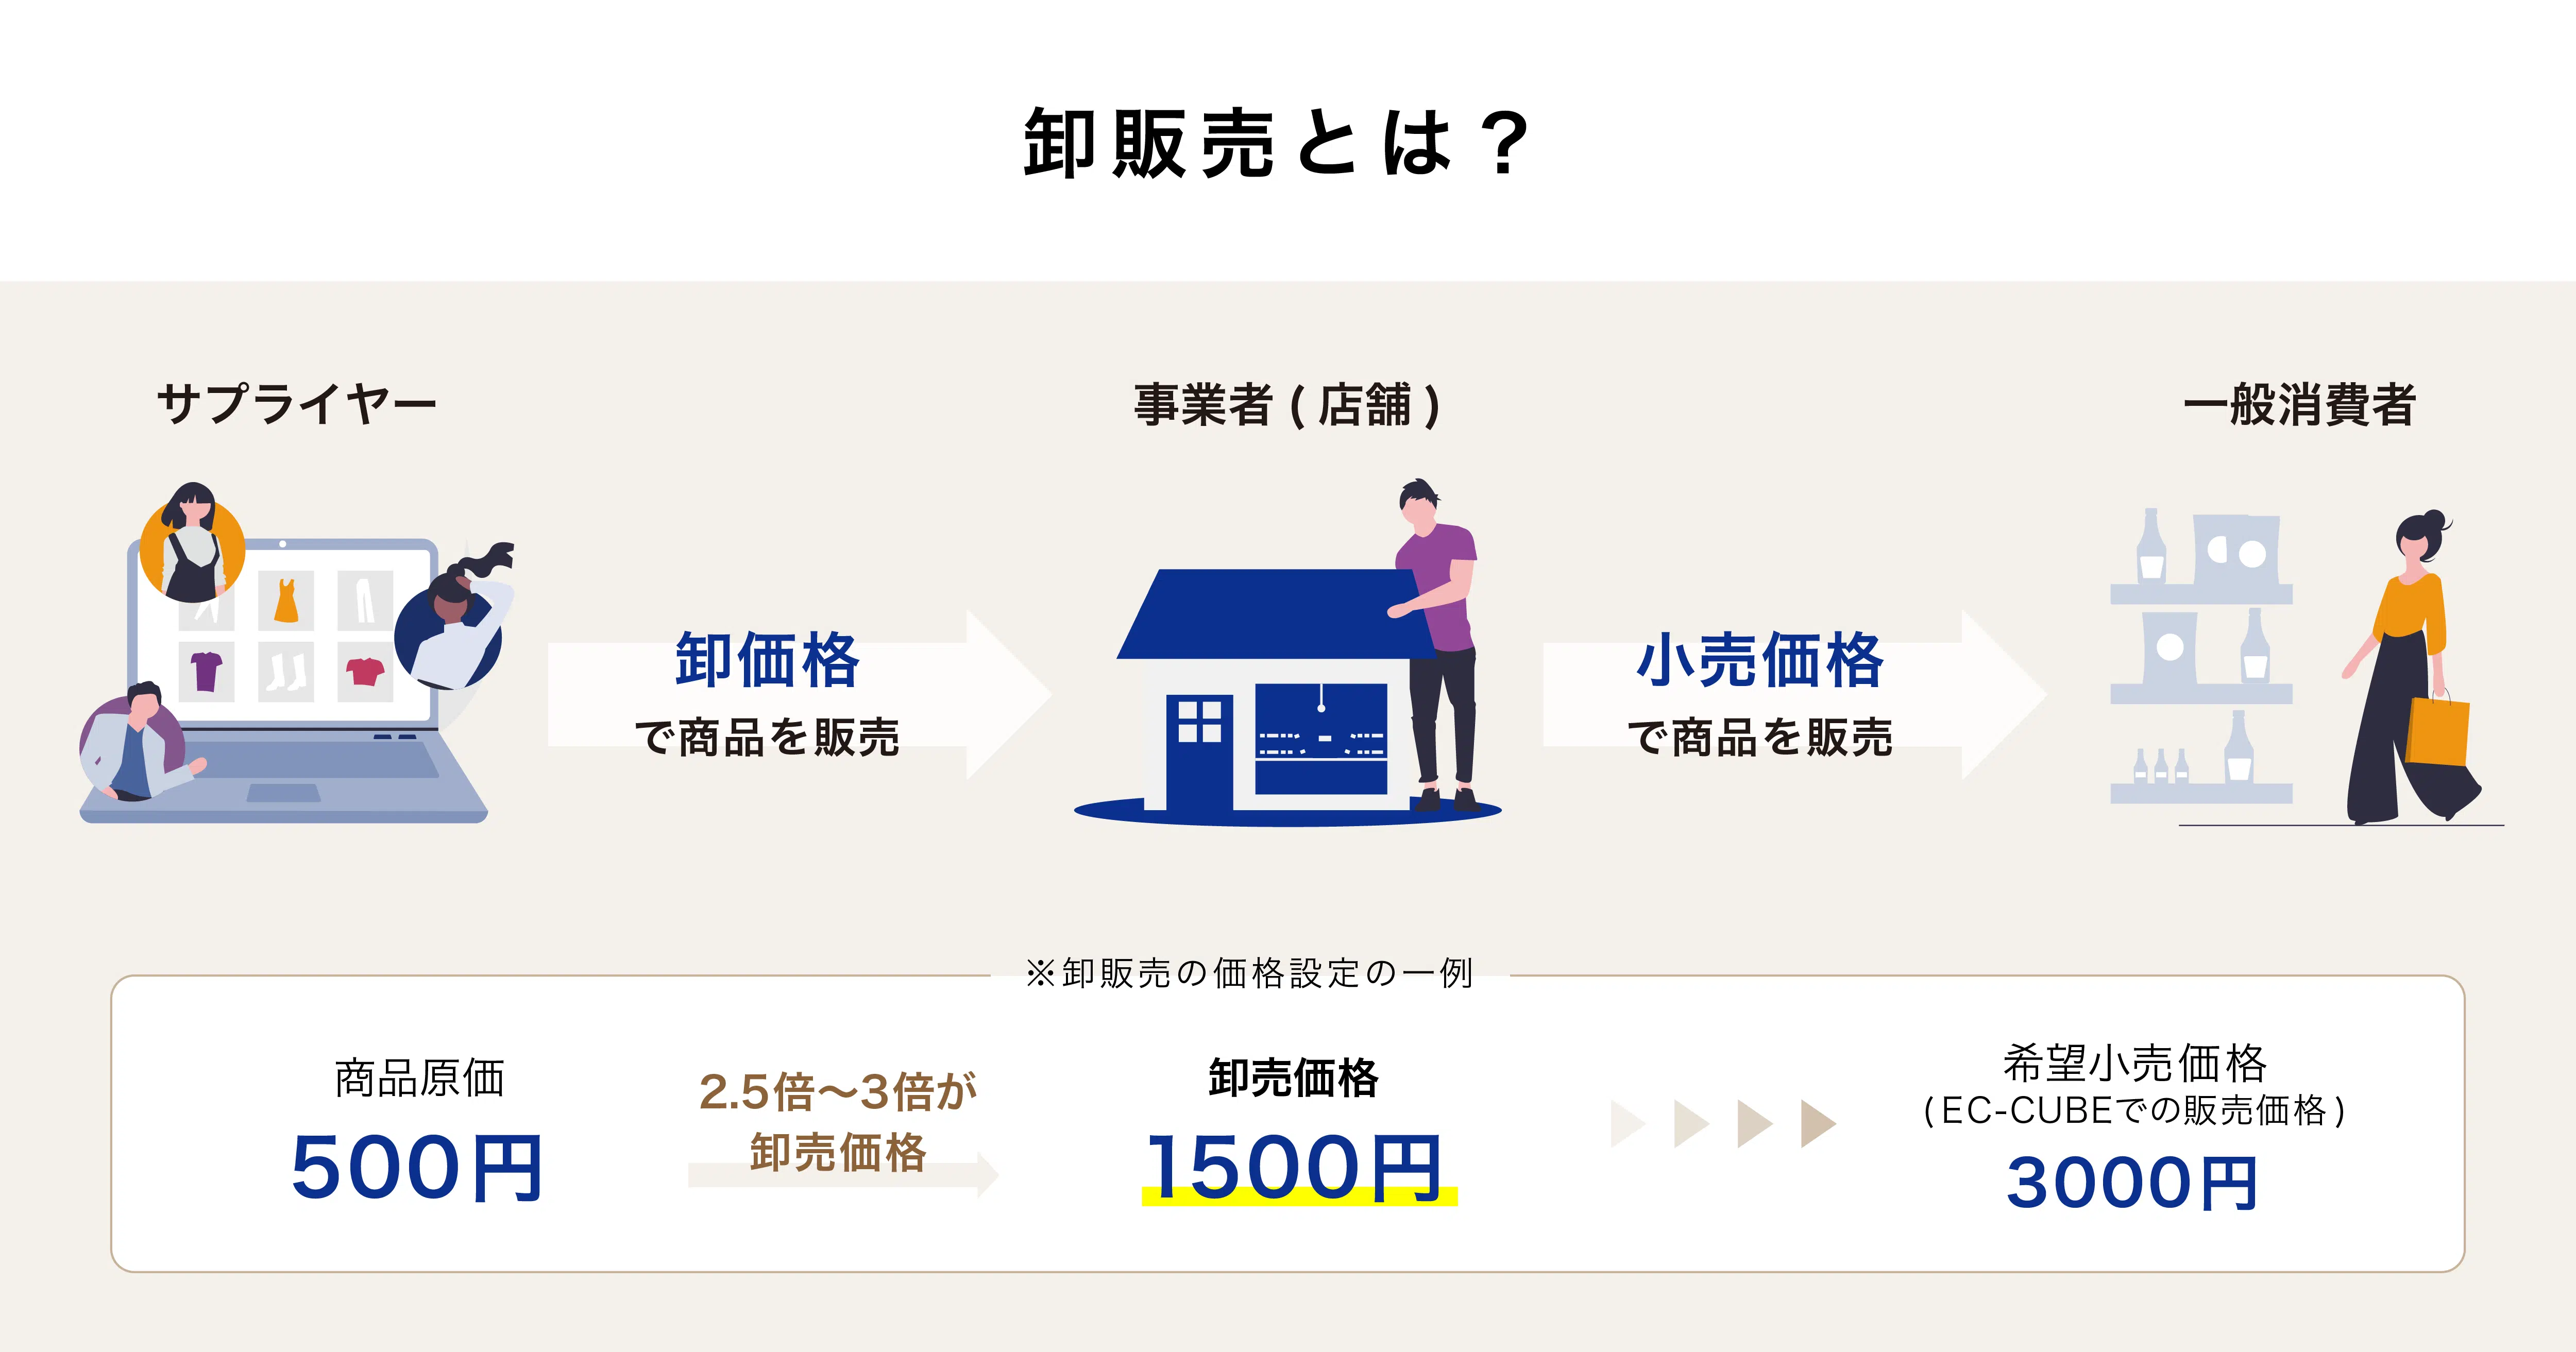 卸販売とは？
サプライヤー
事業者(店舗)
一般消費者
卸価格
で商品を販売
小売価格
で商品を販売
※卸販売の価格設定の一例
商品原価
500円
2.5倍〜3倍が
卸売価格
卸売価格
1500円
希望小売価格
(EC-CUBEでの販売価格)
3000円